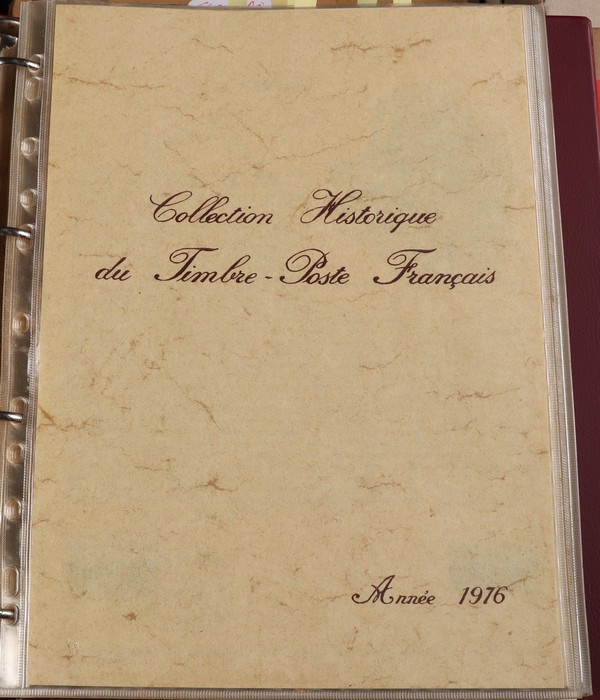 Collection Historique
du Timbre-Poste Français
Année 1976